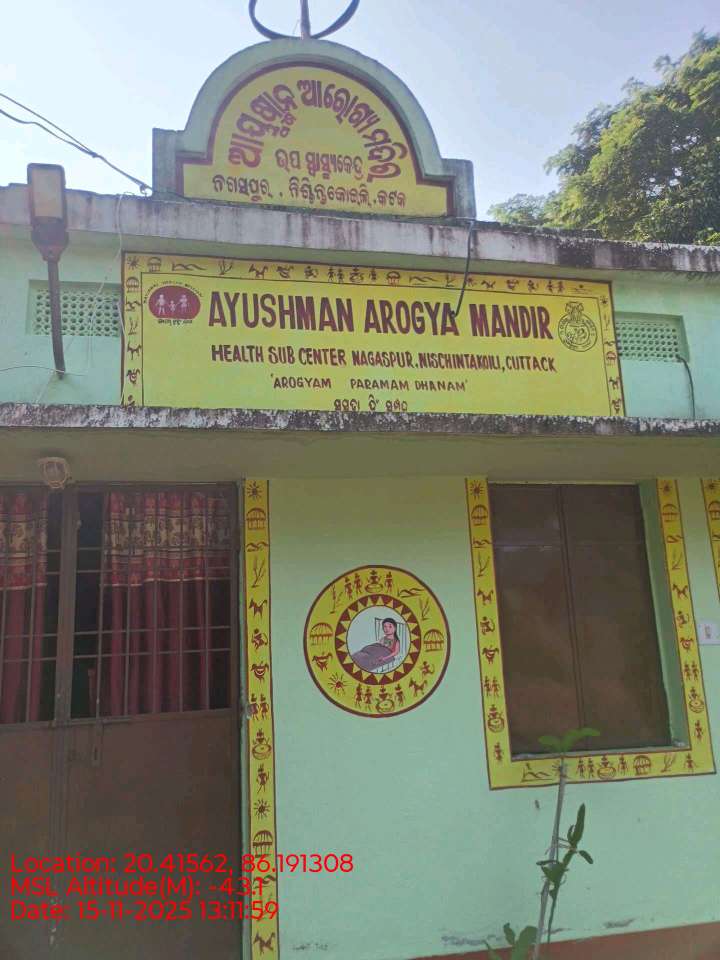 ଆୟୁଷ୍ମାନ ଆରୋଗ୍ୟ ମନ୍ଦିର
ଉପ ସ୍ୱାସ୍ଥ୍ୟକେନ୍ଦ୍ର
ନଗସପୁର, ନିଶ୍ଚିନ୍ତକୋଇଲି, କଟକ
AYUSHMAN AROGYA MANDIR
HEALTH SUB CENTER NAGASPUR, NISCHINTAKOILI, CUTTACK
'AROGYAM PARAMAM DHANAM'
Location: 20.41562, 86.191308
MSL Altitude(M): -43.1
Date: 15-11-2025 13:11:59